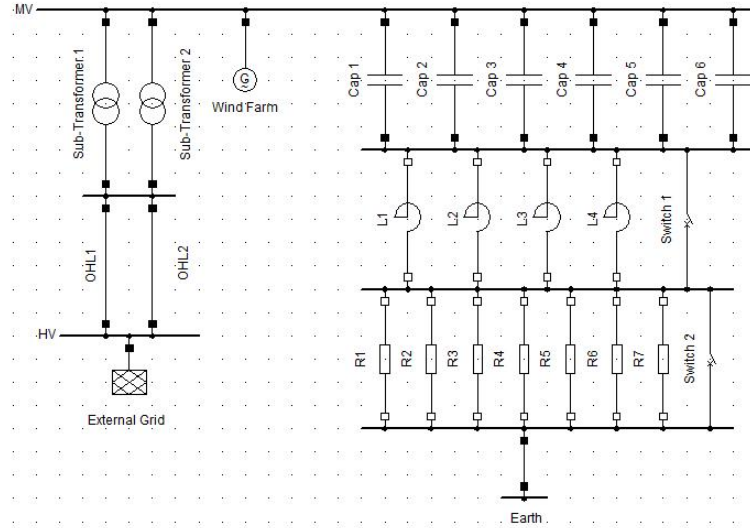 MV
Sub-Transformer.1
Sub-Transformer 2
G
~
Wind Farm
Cap 1
Cap 2
Cap 3
Cap 4
Cap 5
Cap 6
L1
L2
L3
L4
Switch 1
OHL1
OHL2
HV
External Grid
R1
R2
R3
R4
R5
R6
R7
Switch 2
Earth